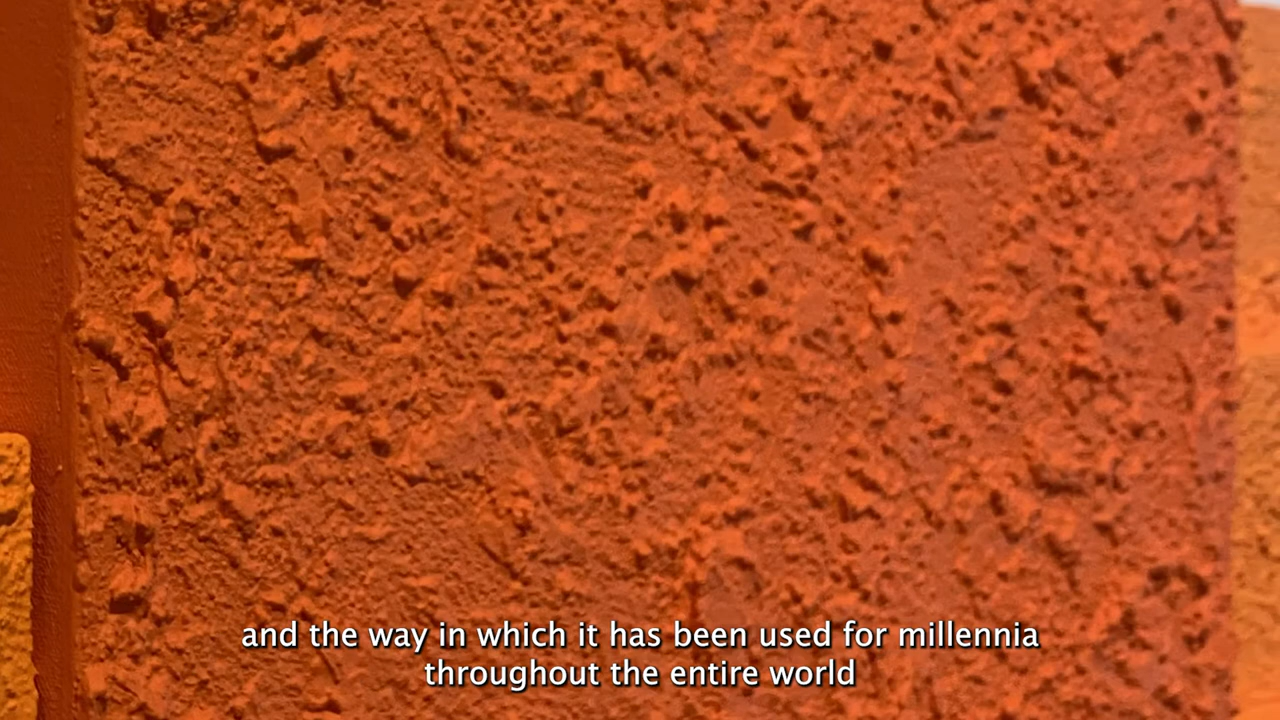 and the way in which it has been used for millennia
throughout the entire world